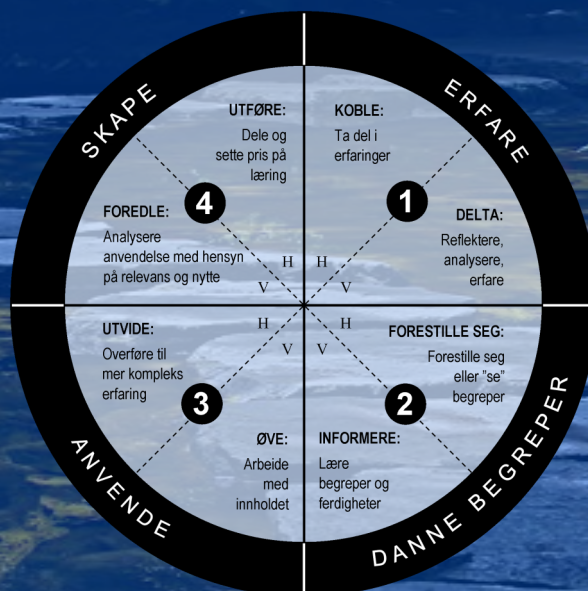 SKAPE
ERFARE
UTFØRE:
Dele og
sette pris på
læring
KOBLE:
Ta del i
erfaringer
4
1
FOREDLE:
Analysere
anvendelse med hensyn
på relevans og nytte
DELTA:
Reflektere,
analysere,
erfare
H H
V V
H H
V V
UTVIDE:
Overføre til
mer kompleks
erfaring
FORESTILLE SEG:
Forestille seg
eller "se"
begreper
3
2
ØVE:
Arbeide
med
innholdet
INFORMERE:
Lære
begreper og
ferdigheter
ANVENDE
DANNE BEGREPER